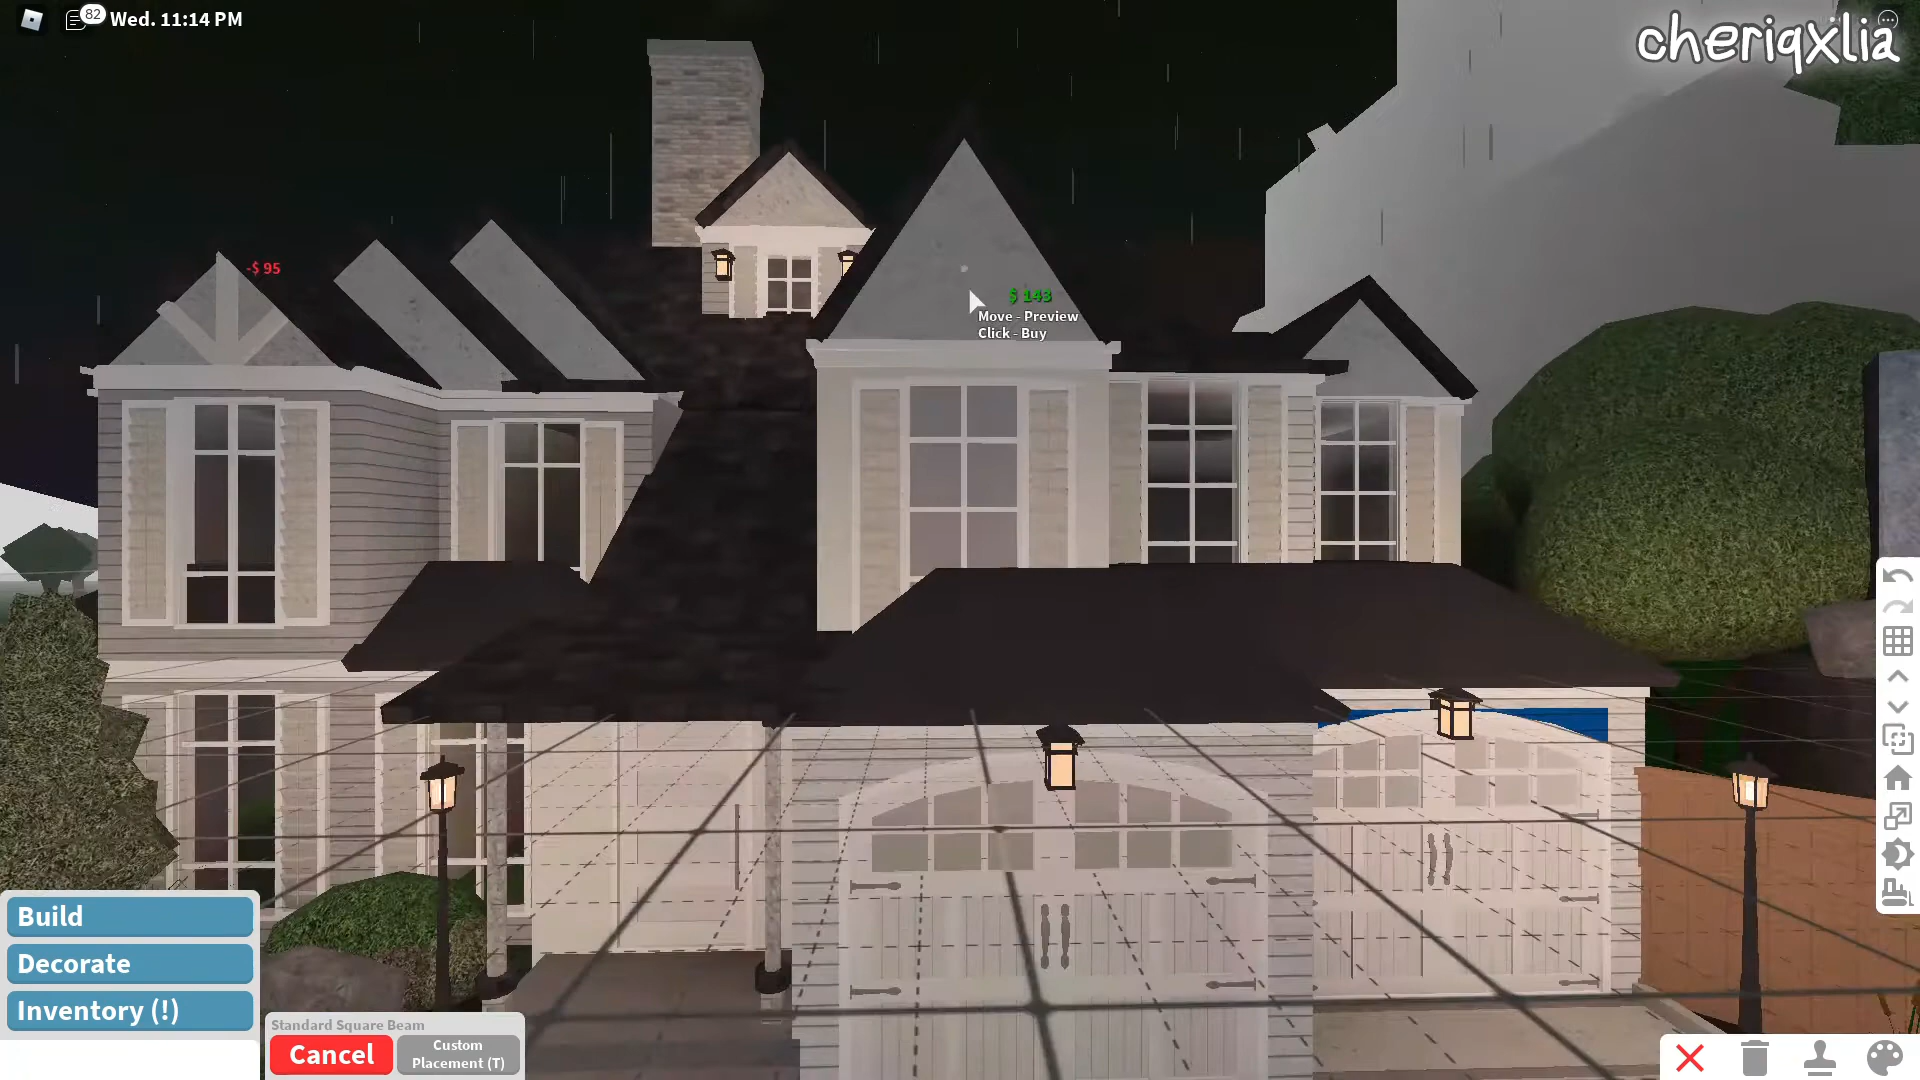 82
Wed. 11:14 PM
cheriqxlia
-$ 95
$ 143
Move - Preview
Click - Buy
Build
Decorate
Inventory (!)
Standard Square Beam
Cancel
Custom
Placement (T)